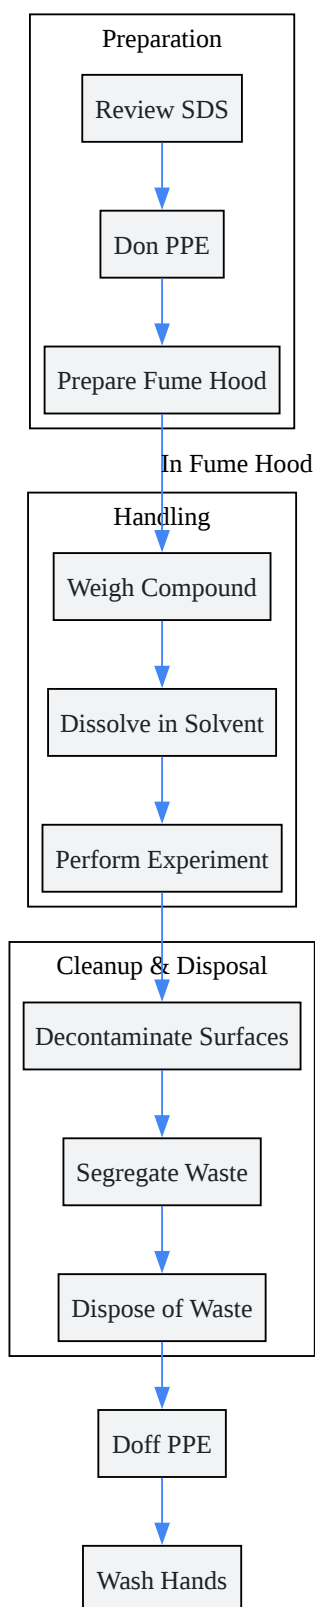 Preparation
Review SDS
Don PPE
Prepare Fume Hood
In Fume Hood
Handling
Weigh Compound
Dissolve in Solvent
Perform Experiment
Cleanup & Disposal
Decontaminate Surfaces
Segregate Waste
Dispose of Waste
Doff PPE
Wash Hands